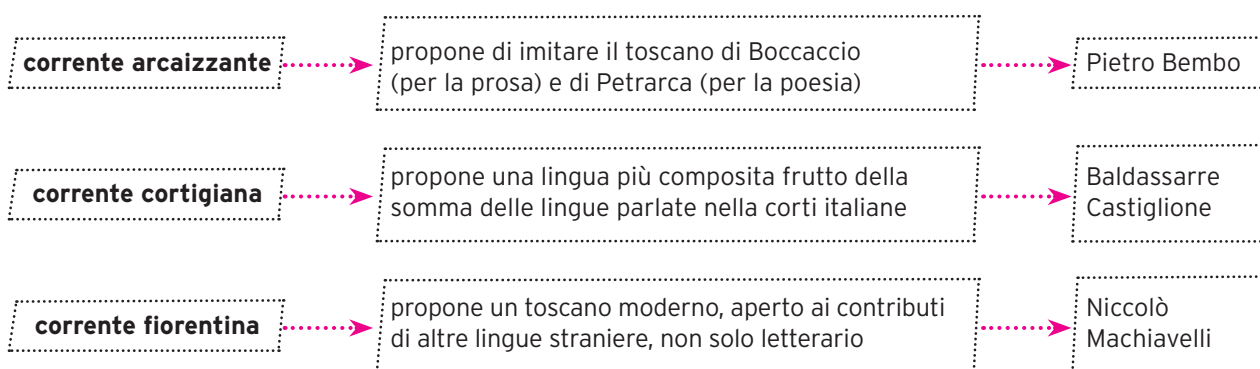 corrente arcaizzante
propone di imitare il toscano di Boccaccio
(per la prosa) e di Petrarca (per la poesia)
Pietro Bembo
corrente cortigiana
propone una lingua più composita frutto della
somma delle lingue parlate nella corti italiane
Baldassarre
Castiglione
corrente fiorentina
propone un toscano moderno, aperto ai contributi
di altre lingue straniere, non solo letterario
Niccolò
Machiavelli